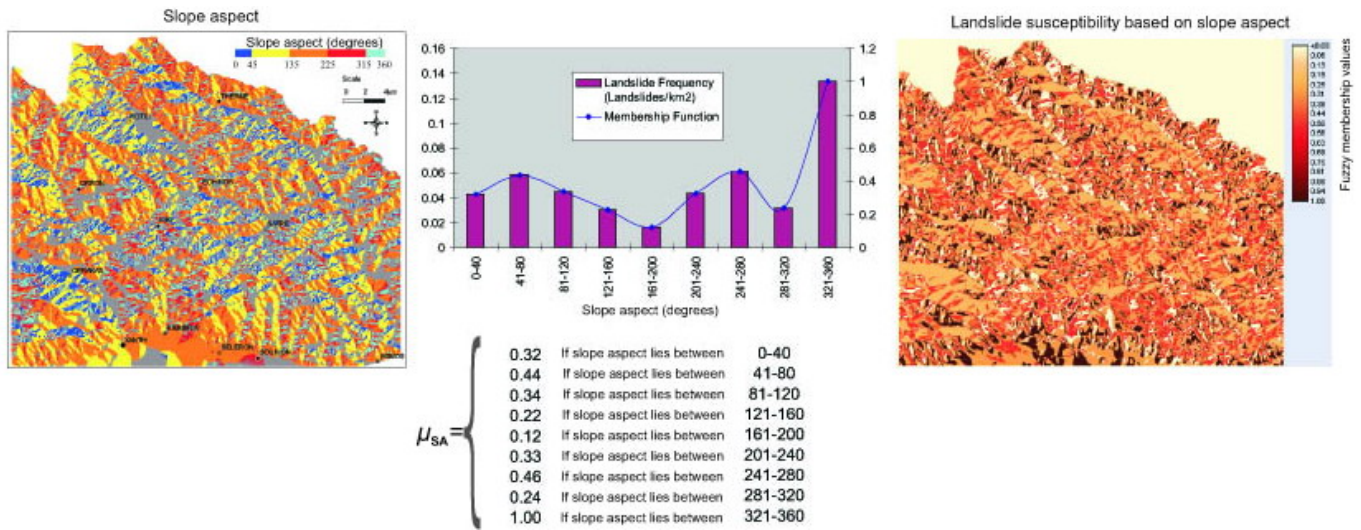 Slope aspect
Slope aspect (degrees)
0 45 135 225 315 360
Scale
0 2 4km
0.16
0.14
0.12
0.1
0.08
0.06
0.04
0.02
0
Landslide Frequency
(Landslides/km2)
Membership Function
1.2
1
0.8
0.6
0.4
0.2
0
0-40
41-80
81-120
121-160
161-200
201-240
241-280
281-320
321-360
Slope aspect (degrees)
Landslide susceptibility based on slope aspect
Fuzzy membership values
μSA=
0.32 If slope aspect lies between 0-40
0.44 If slope aspect lies between 41-80
0.34 If slope aspect lies between 81-120
0.22 If slope aspect lies between 121-160
0.12 If slope aspect lies between 161-200
0.33 If slope aspect lies between 201-240
0.46 If slope aspect lies between 241-280
0.24 If slope aspect lies between 281-320
1.00 If slope aspect lies between 321-360